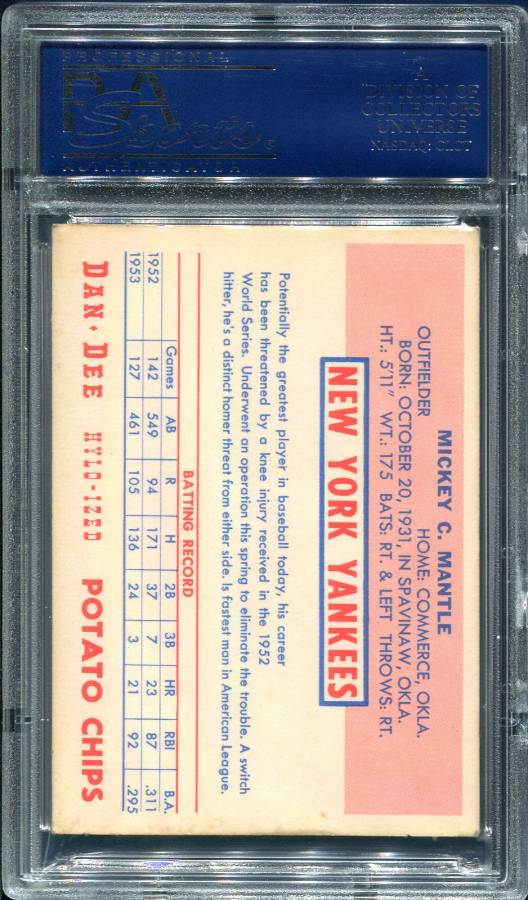 PROFESSIONAL
PSA
Sports
AUTHENTICATOR
A
DIVISION OF
COLLECTORS
UNIVERSE
NASDAQ: CLCT
MICKEY C. MANTLE
OUTFIELDER HOME: COMMERCE, OKLA.
BORN: OCTOBER 20, 1931, IN SPAVINAW, OKLA.
HT.: 5'11" WT.: 175 BATS: RT. & LEFT THROWS: RT.
NEW YORK YANKEES
Potentially the greatest player in baseball today, his career
has been threatened by a knee injury received in the 1952
World Series. Underwent an operation this spring to eliminate the trouble. A switch
hitter, he's a distinct homer threat from either side. Is fastest man in American League.
BATTING RECORD
Games AB R H 2B 3B HR RBI B.A.
1952 142 549 94 171 37 7 23 87 .311
1953 127 461 105 136 24 3 21 92 .295
DAN·DEE HYLO-IZED POTATO CHIPS